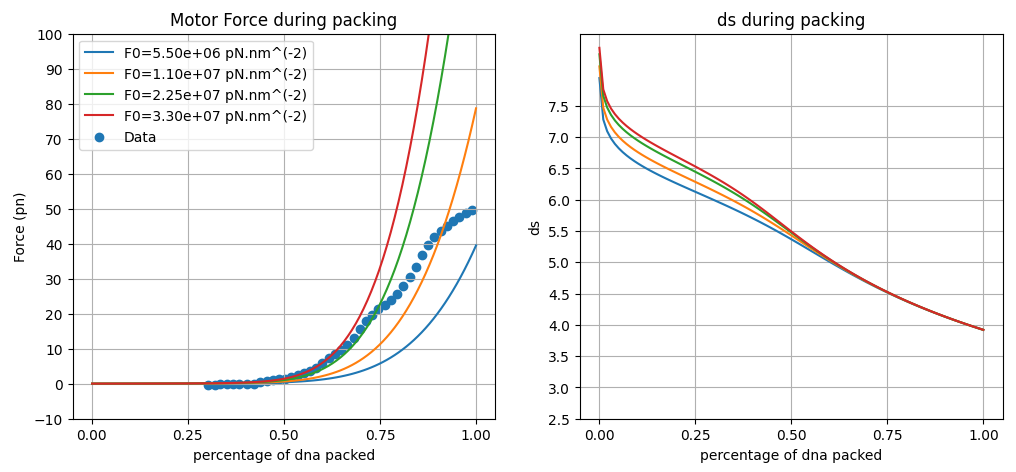 Motor Force during packing
100
90
80
70
60
50
40
30
20
10
0
−10
Force (pn)
F0=5.50e+06 pN.nm^(-2)
F0=1.10e+07 pN.nm^(-2)
F0=2.25e+07 pN.nm^(-2)
F0=3.30e+07 pN.nm^(-2)
Data
0.00 0.25 0.50 0.75 1.00
percentage of dna packed
ds during packing
7.5
7.0
6.5
6.0
5.5
5.0
4.5
4.0
3.5
3.0
2.5
ds
0.00 0.25 0.50 0.75 1.00
percentage of dna packed